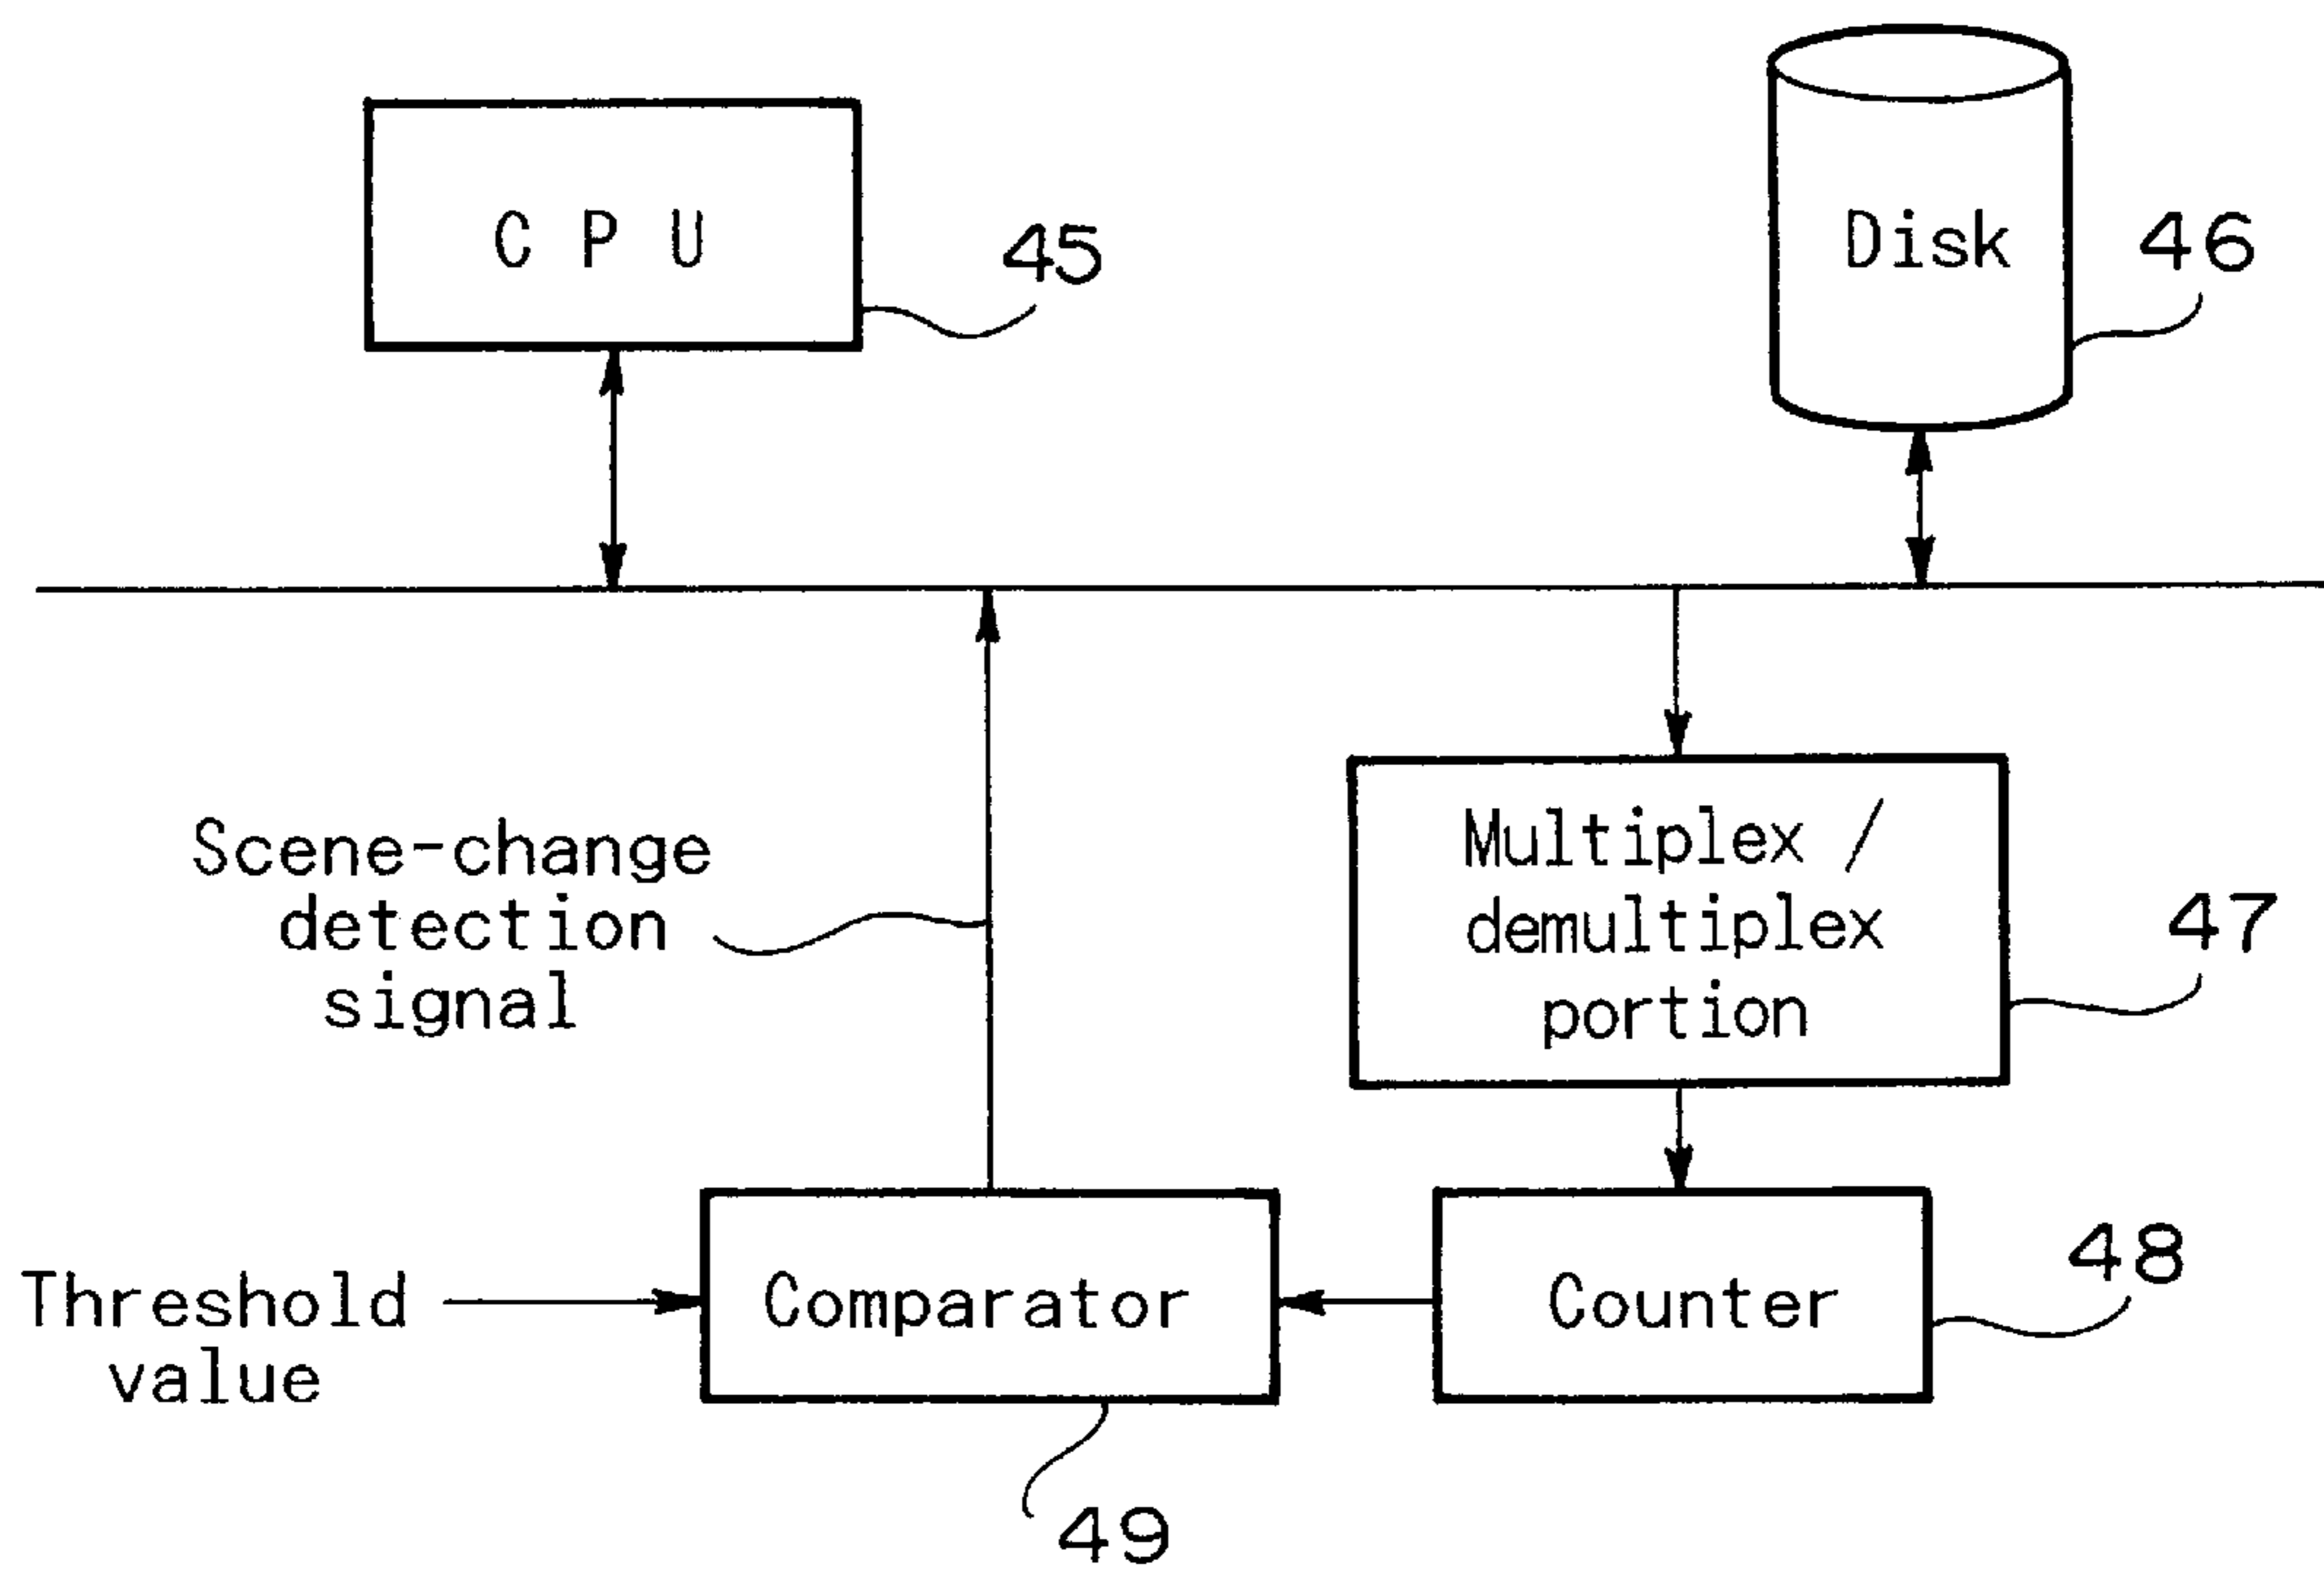 C P U
45
Disk
46
Scene-change
detection
signal
Multiplex /
demultiplex
portion
47
Threshold
value
Comparator
49
Counter
48